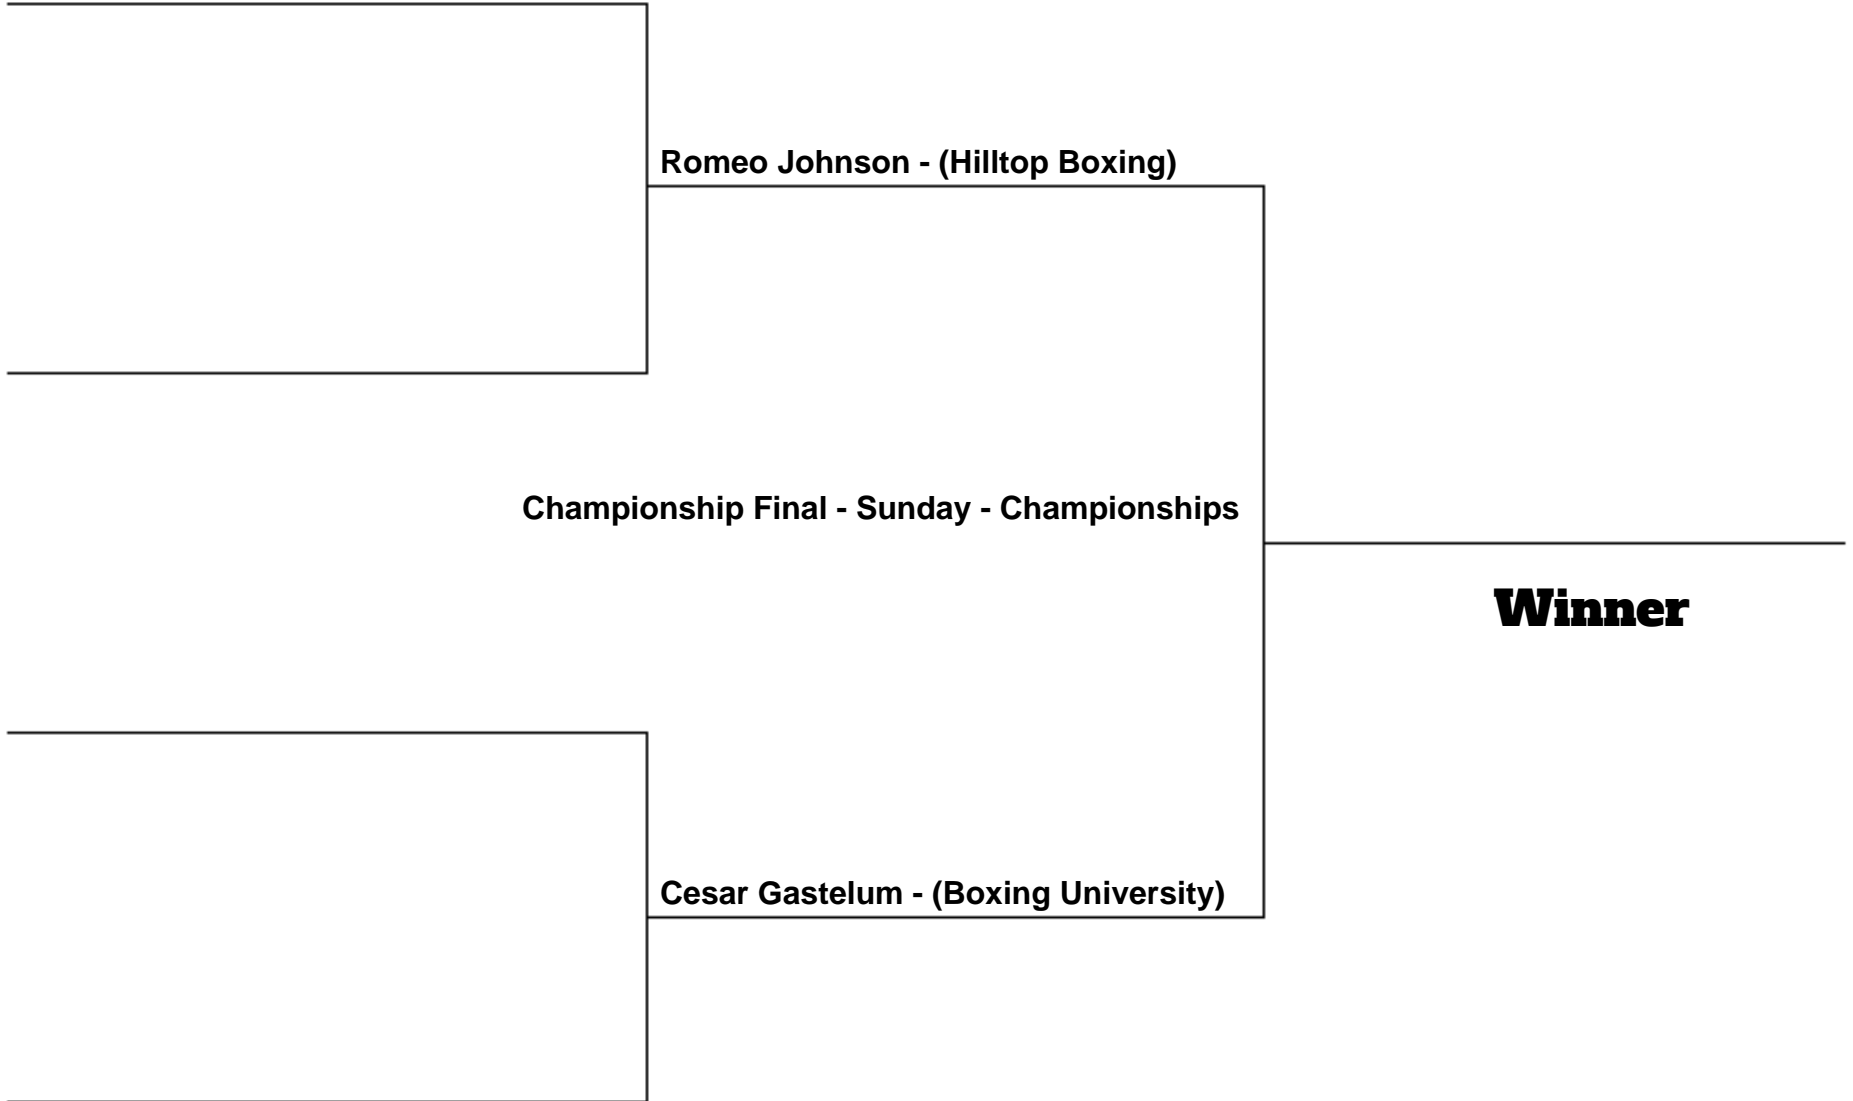 Romeo Johnson - (Hilltop Boxing)
Championship Final - Sunday - Championships
Winner
Cesar Gastelum - (Boxing University)